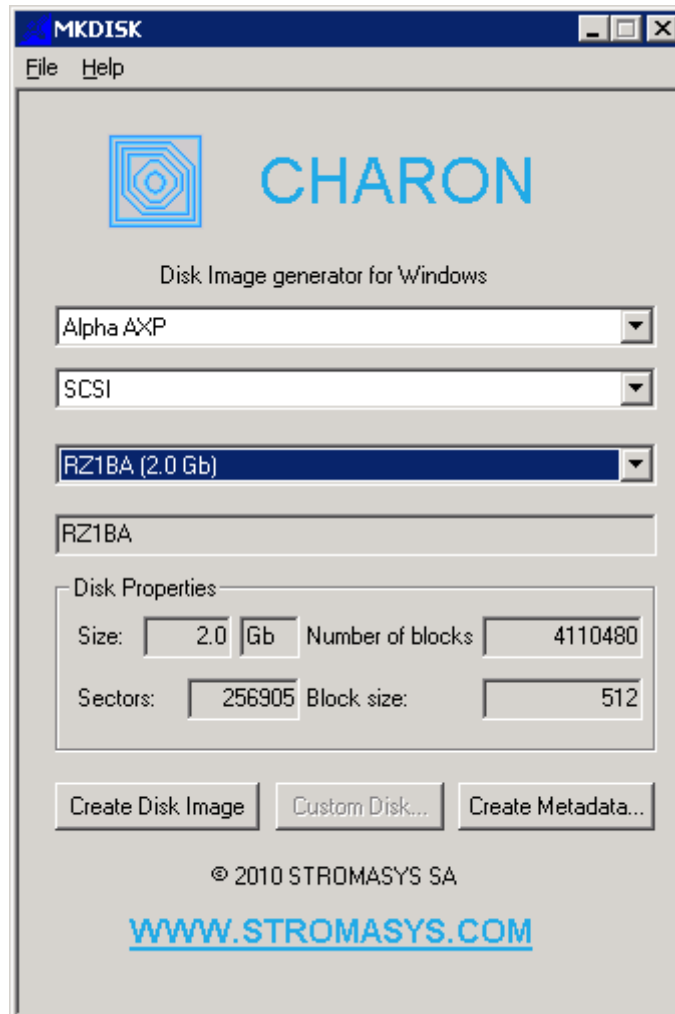 MKDISK
File Help
CHARON
Disk Image generator for Windows
Alpha AXP
SCSI
RZ1BA (2.0 Gb)
RZ1BA
Disk Properties
Size: 2.0 Gb Number of blocks 4110480
Sectors: 256905 Block size: 512
Create Disk Image Custom Disk... Create Metadata...
© 2010 STROMASYS SA
WWW.STROMASYS.COM